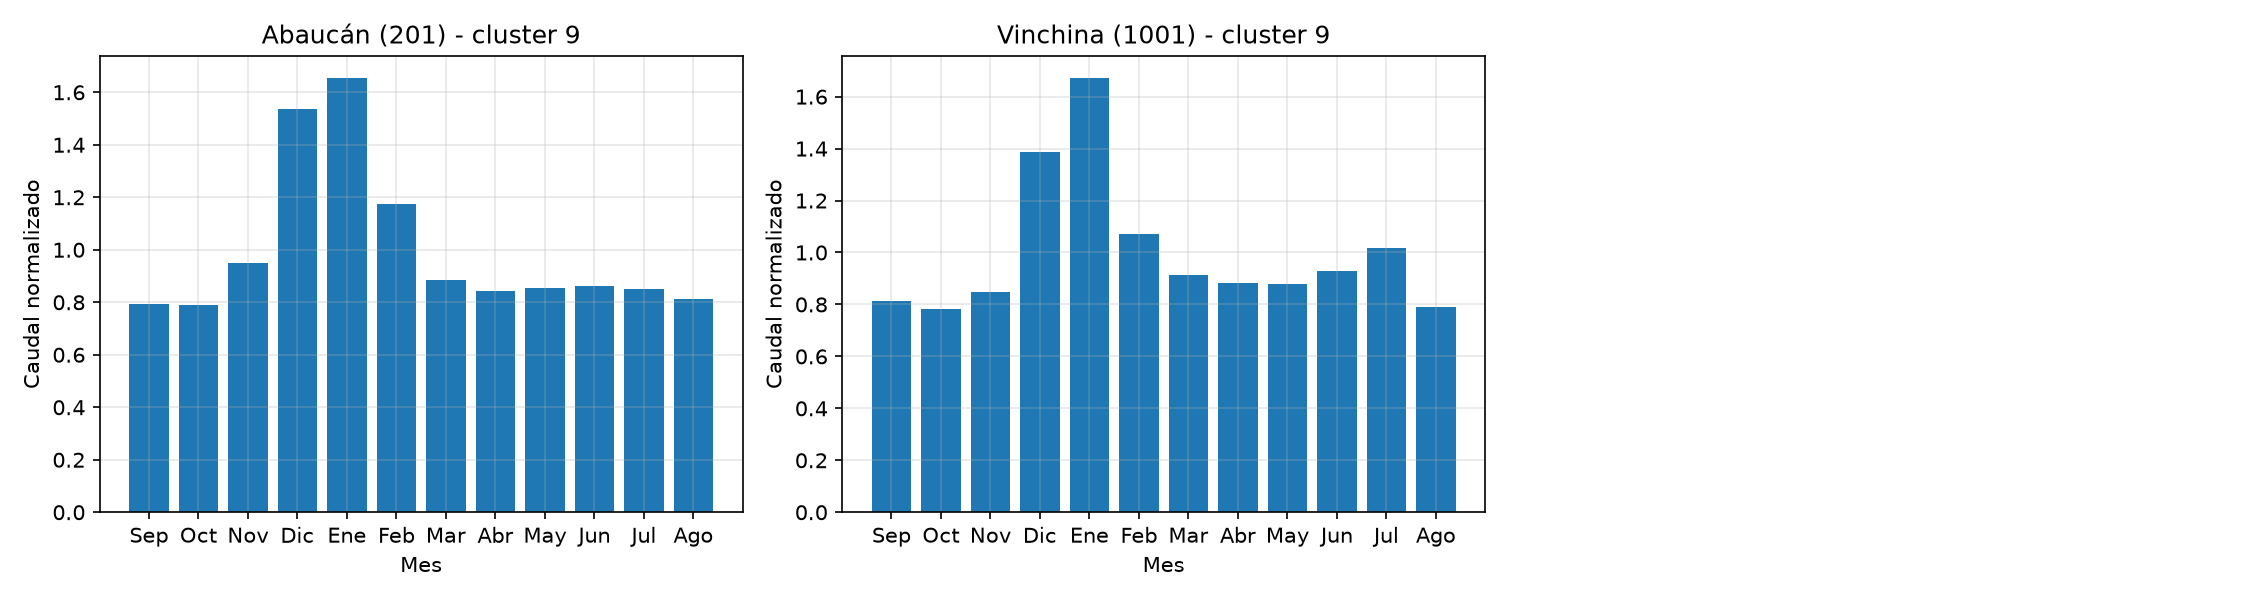 Abaucán (201) - cluster 9
Caudal normalizado
1.6
1.4
1.2
1.0
0.8
0.6
0.4
0.2
0.0
Sep Oct Nov Dic Ene Feb Mar Abr May Jun Jul Ago
Mes
Vinchina (1001) - cluster 9
Caudal normalizado
1.6
1.4
1.2
1.0
0.8
0.6
0.4
0.2
0.0
Sep Oct Nov Dic Ene Feb Mar Abr May Jun Jul Ago
Mes